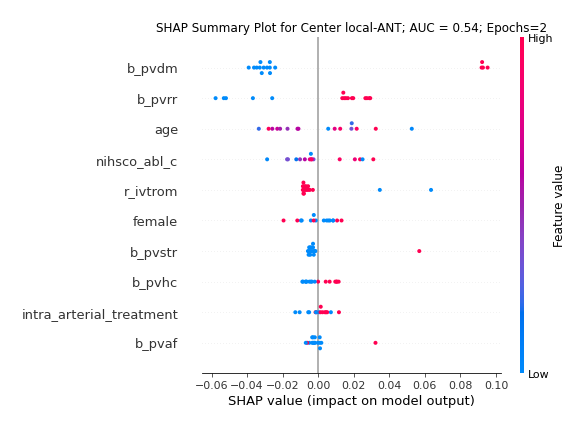 SHAP Summary Plot for Center local-ANT; AUC = 0.54; Epochs=2
High
b_pvdm
b_pvrr
age
nihsco_abl_c
r_ivtrom
female
b_pvstr
b_pvhc
intra_arterial_treatment
b_pvaf
Feature value
Low
−0.06 −0.04 −0.02 0.00 0.02 0.04 0.06 0.08 0.10
SHAP value (impact on model output)